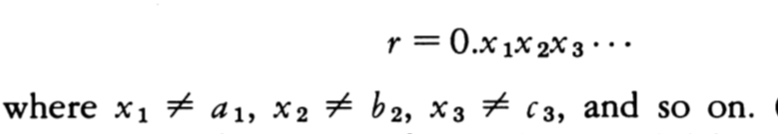 r = 0.x₁x₂x₃ · · ·
where x₁ ≠ a₁, x₂ ≠ b₂, x₃ ≠ c₃, and so on. (